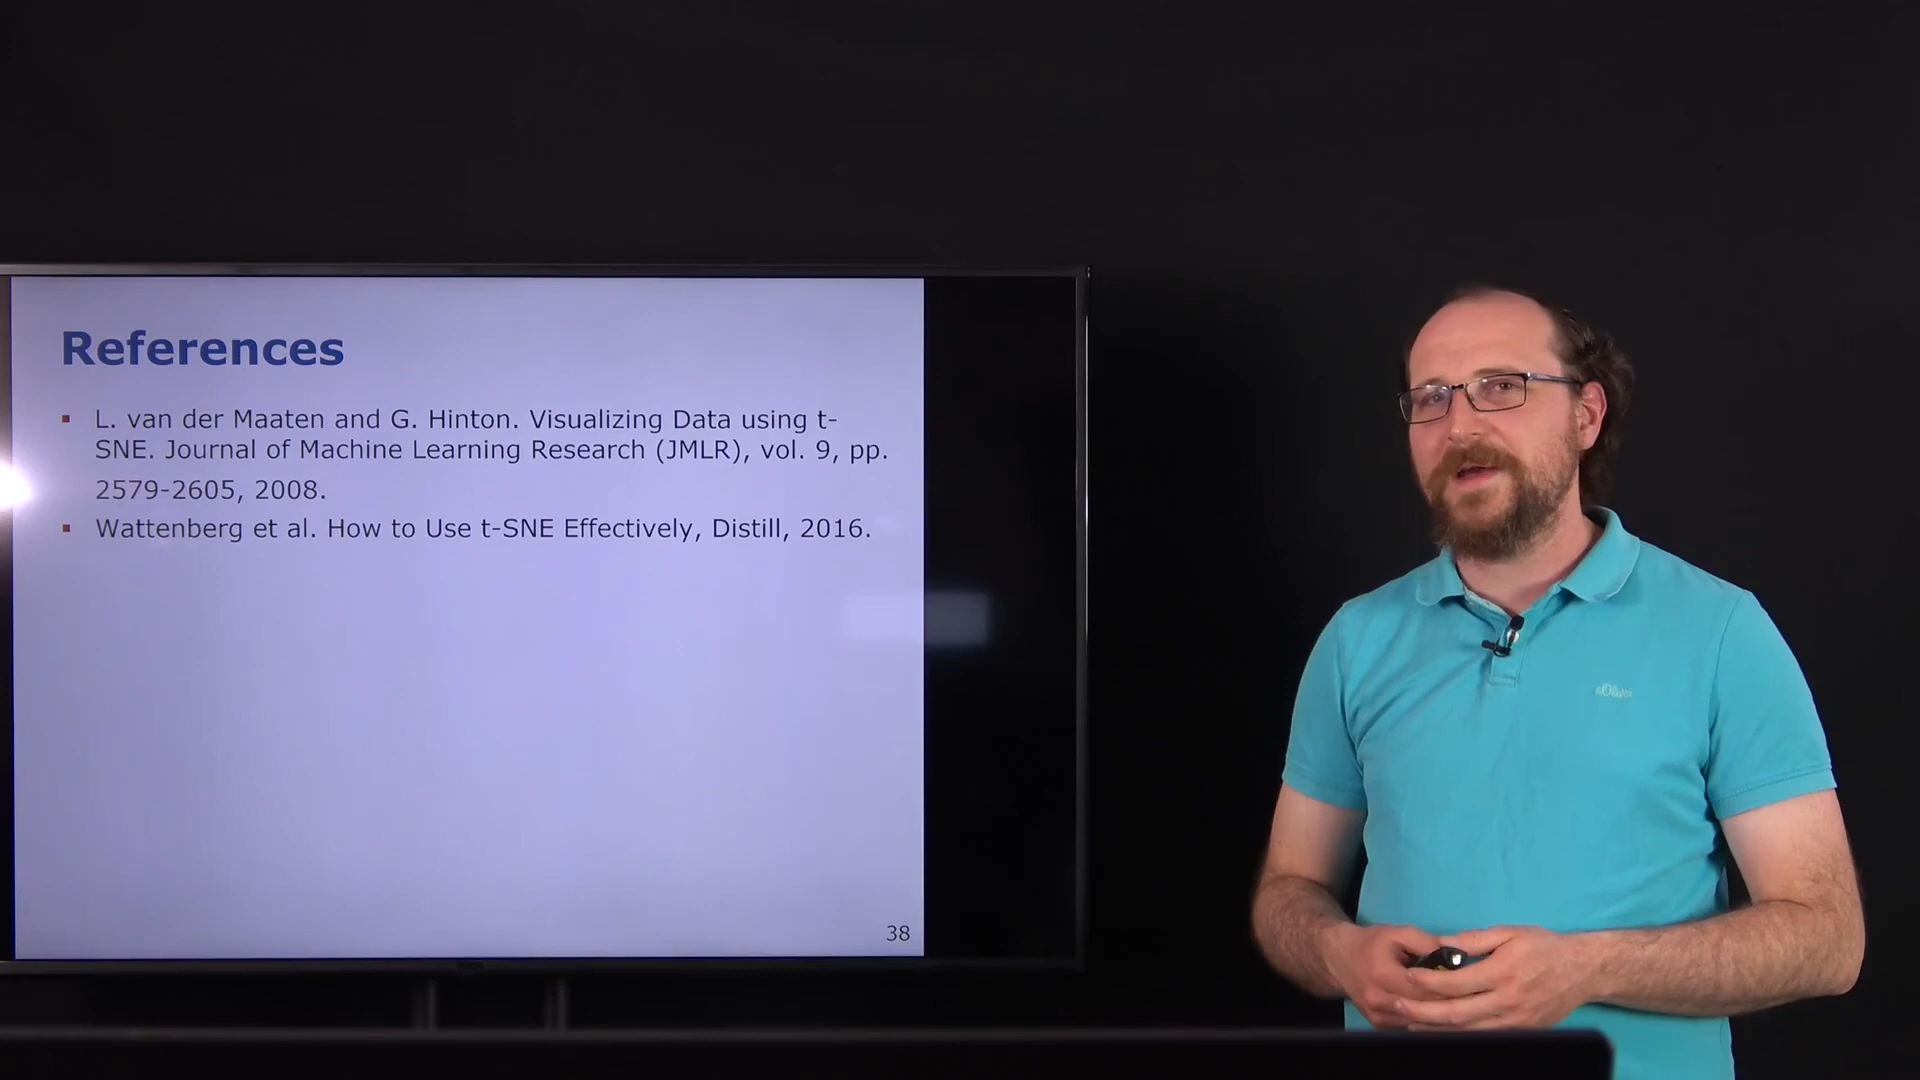 References
▪ L. van der Maaten and G. Hinton. Visualizing Data using t-
SNE. Journal of Machine Learning Research (JMLR), vol. 9, pp.
2579-2605, 2008.
▪ Wattenberg et al. How to Use t-SNE Effectively, Distill, 2016.
38
s.Oliver